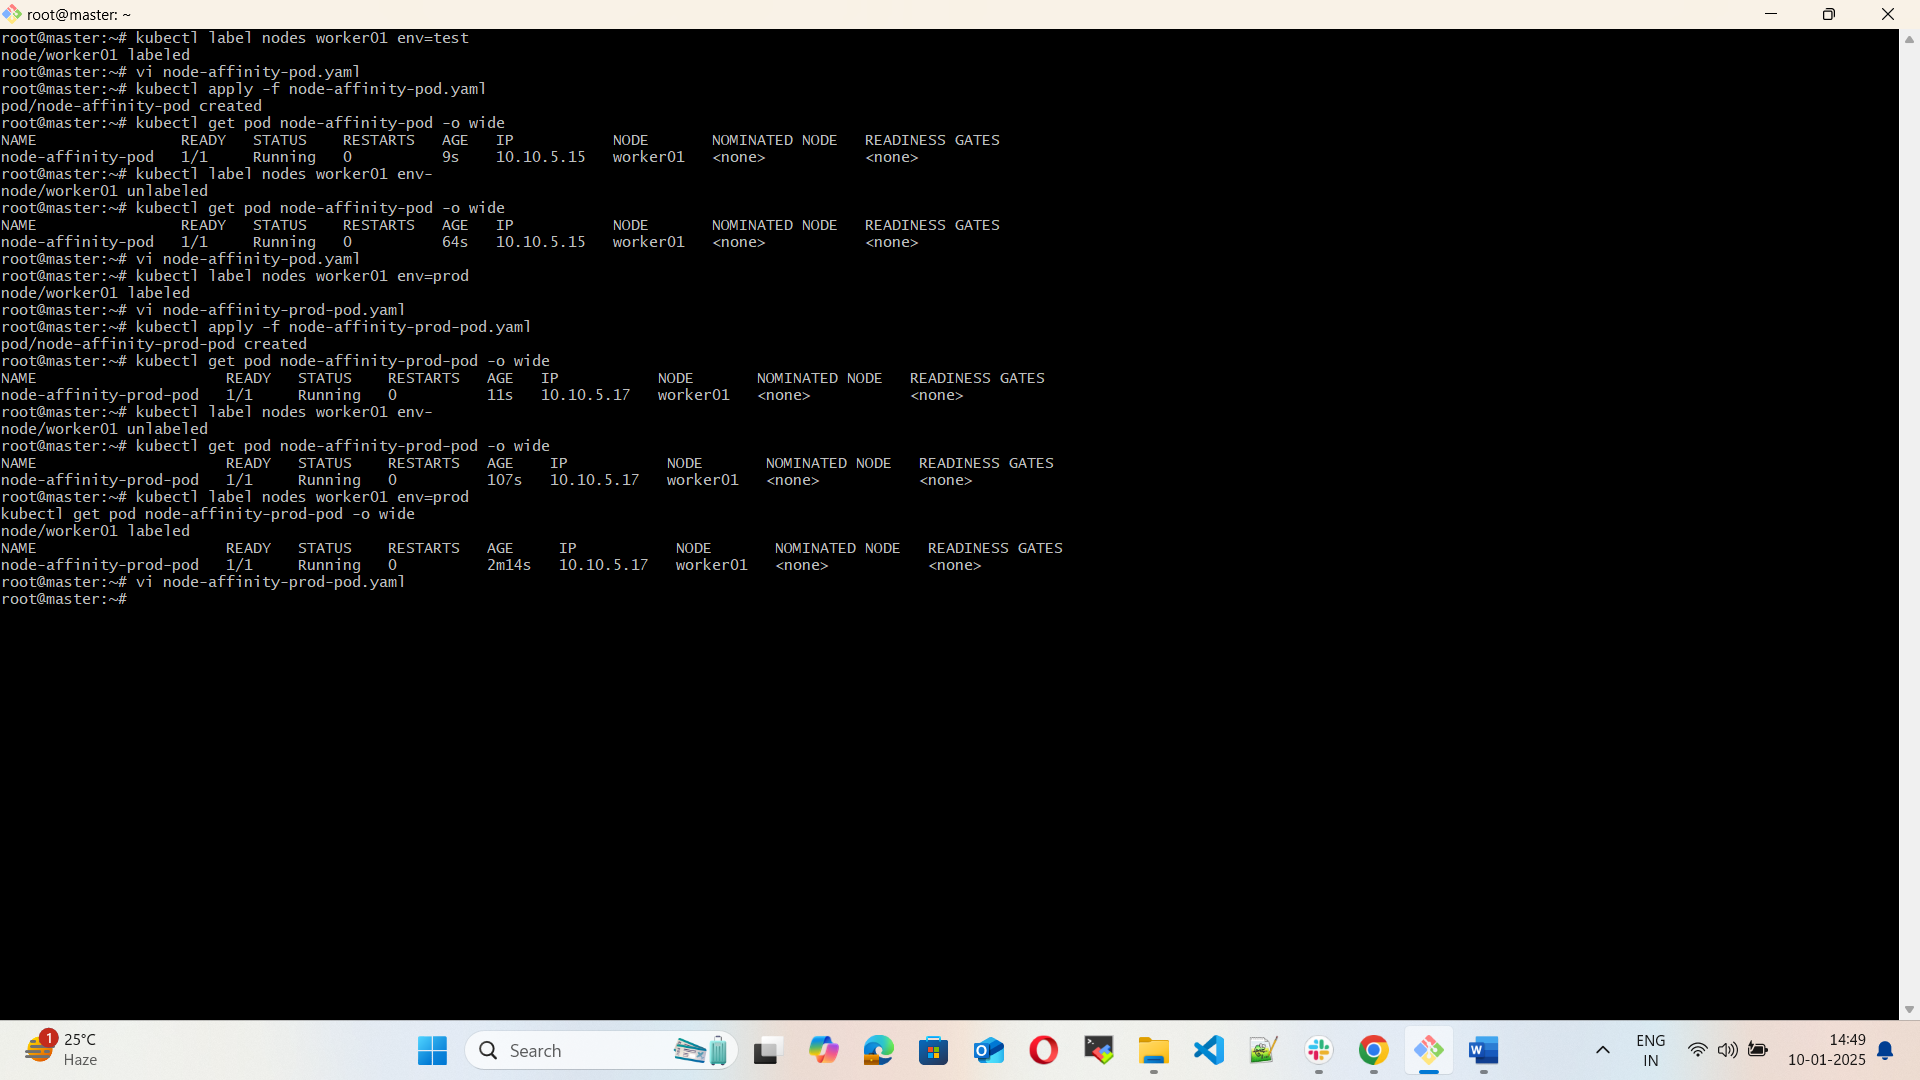 root@master: ~
root@master:~# kubectl label nodes worker01 env=test
node/worker01 labeled
root@master:~# vi node-affinity-pod.yaml
root@master:~# kubectl apply -f node-affinity-pod.yaml
pod/node-affinity-pod created
root@master:~# kubectl get pod node-affinity-pod -o wide
NAME                READY   STATUS    RESTARTS   AGE   IP           NODE       NOMINATED NODE   READINESS GATES
node-affinity-pod   1/1     Running   0          9s    10.10.5.15   worker01   <none>           <none>
root@master:~# kubectl label nodes worker01 env-
node/worker01 unlabeled
root@master:~# kubectl get pod node-affinity-pod -o wide
NAME                READY   STATUS    RESTARTS   AGE   IP           NODE       NOMINATED NODE   READINESS GATES
node-affinity-pod   1/1     Running   0          64s   10.10.5.15   worker01   <none>           <none>
root@master:~# vi node-affinity-pod.yaml
root@master:~# kubectl label nodes worker01 env=prod
node/worker01 labeled
root@master:~# vi node-affinity-prod-pod.yaml
root@master:~# kubectl apply -f node-affinity-prod-pod.yaml
pod/node-affinity-prod-pod created
root@master:~# kubectl get pod node-affinity-prod-pod -o wide
NAME                     READY   STATUS    RESTARTS   AGE   IP           NODE       NOMINATED NODE   READINESS GATES
node-affinity-prod-pod   1/1     Running   0          11s   10.10.5.17   worker01   <none>           <none>
root@master:~# kubectl label nodes worker01 env-
node/worker01 unlabeled
root@master:~# kubectl get pod node-affinity-prod-pod -o wide
NAME                     READY   STATUS    RESTARTS   AGE    IP           NODE       NOMINATED NODE   READINESS GATES
node-affinity-prod-pod   1/1     Running   0          107s   10.10.5.17   worker01   <none>           <none>
root@master:~# kubectl label nodes worker01 env=prod
kubectl get pod node-affinity-prod-pod -o wide
node/worker01 labeled
NAME                     READY   STATUS    RESTARTS   AGE     IP           NODE       NOMINATED NODE   READINESS GATES
node-affinity-prod-pod   1/1     Running   0          2m14s   10.10.5.17   worker01   <none>           <none>
root@master:~# vi node-affinity-prod-pod.yaml
root@master:~#
1
25°C
Haze
Search
ENG
IN
14:49
10-01-2025